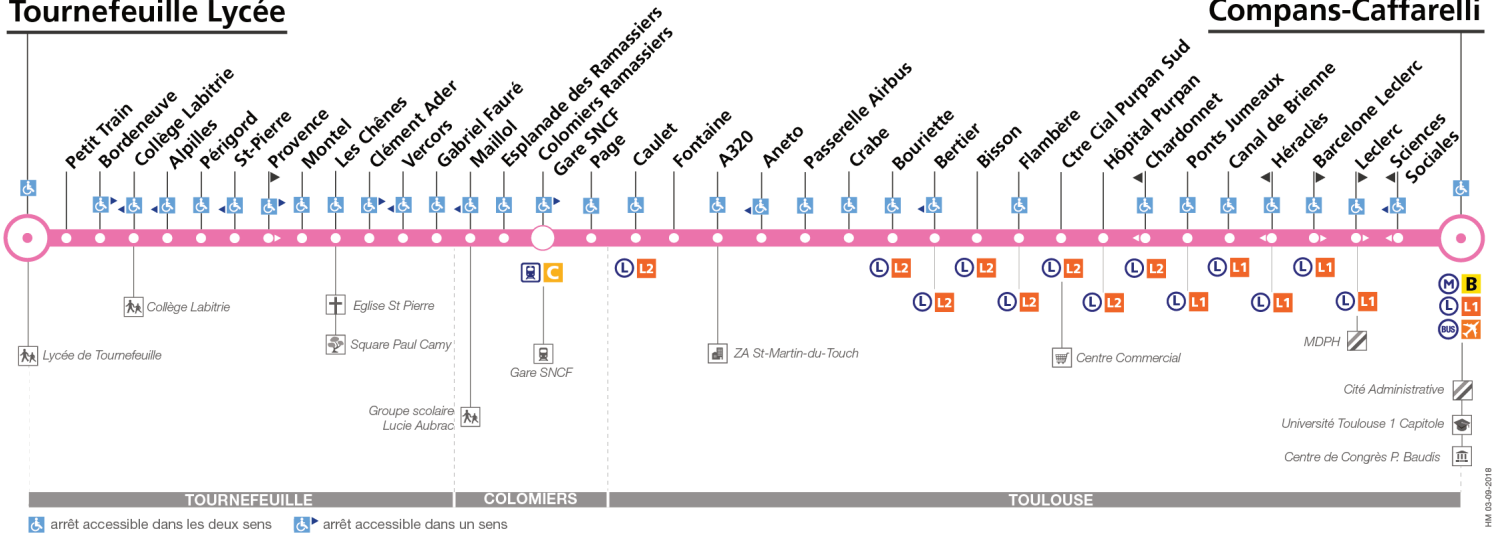 Tournefeuille Lycée
Compans-Caffarelli
Petit Train
Bordeneuve
Collège Labitrie
Alpilles
Périgord
St-Pierre
Provence
Montel
Les Chênes
Clément Ader
Vercors
Gabriel Fauré
Maillol
Esplanade des Ramassiers
Colomiers Ramassiers
Gare SNCF
Page
Caulet
Fontaine
A320
Aneto
Passerelle Airbus
Crabe
Bouriette
Bertier
Bisson
Flambère
Ctre Cial Purpan Sud
Hôpital Purpan
Chardonnet
Ponts Jumeaux
Canal de Brienne
Héraclès
Barcelone Leclerc
Leclerc
Sciences
Sociales
C
L L2
L L2
L L2
L L2
L L2
L L2
L L1
L L1
M B
L L2
L L2
L L2
L L1
L L1
L L1
L L1
BUS
Collège Labitrie
Eglise St Pierre
Square Paul Camy
Lycée de Tournefeuille
Gare SNCF
ZA St-Martin-du-Touch
Centre Commercial
MDPH
Groupe scolaire
Lucie Aubrac
Cité Administrative
Université Toulouse 1 Capitole
Centre de Congrès P. Baudis
TOURNEFEUILLE
COLOMIERS
TOULOUSE
arrêt accessible dans les deux sens
arrêt accessible dans un sens
HM 03-09-2018